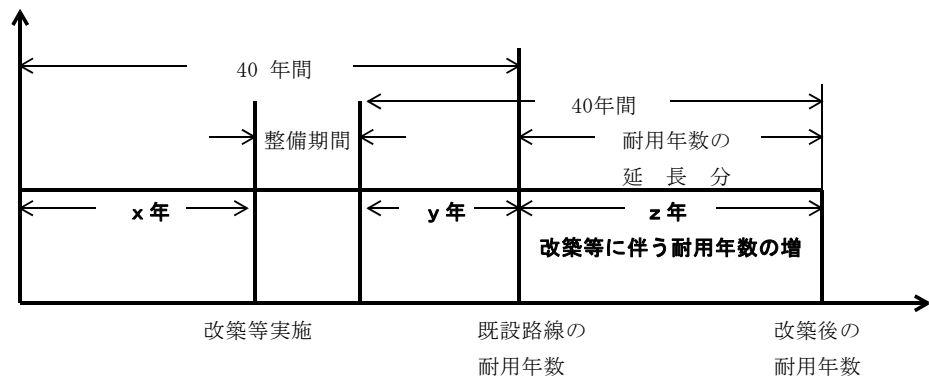 40 年間
40年間
整備期間
耐用年数の
延 長 分
x 年
y 年
z 年
改築等に伴う耐用年数の増
改築等実施
既設路線の
耐用年数
改築後の
耐用年数